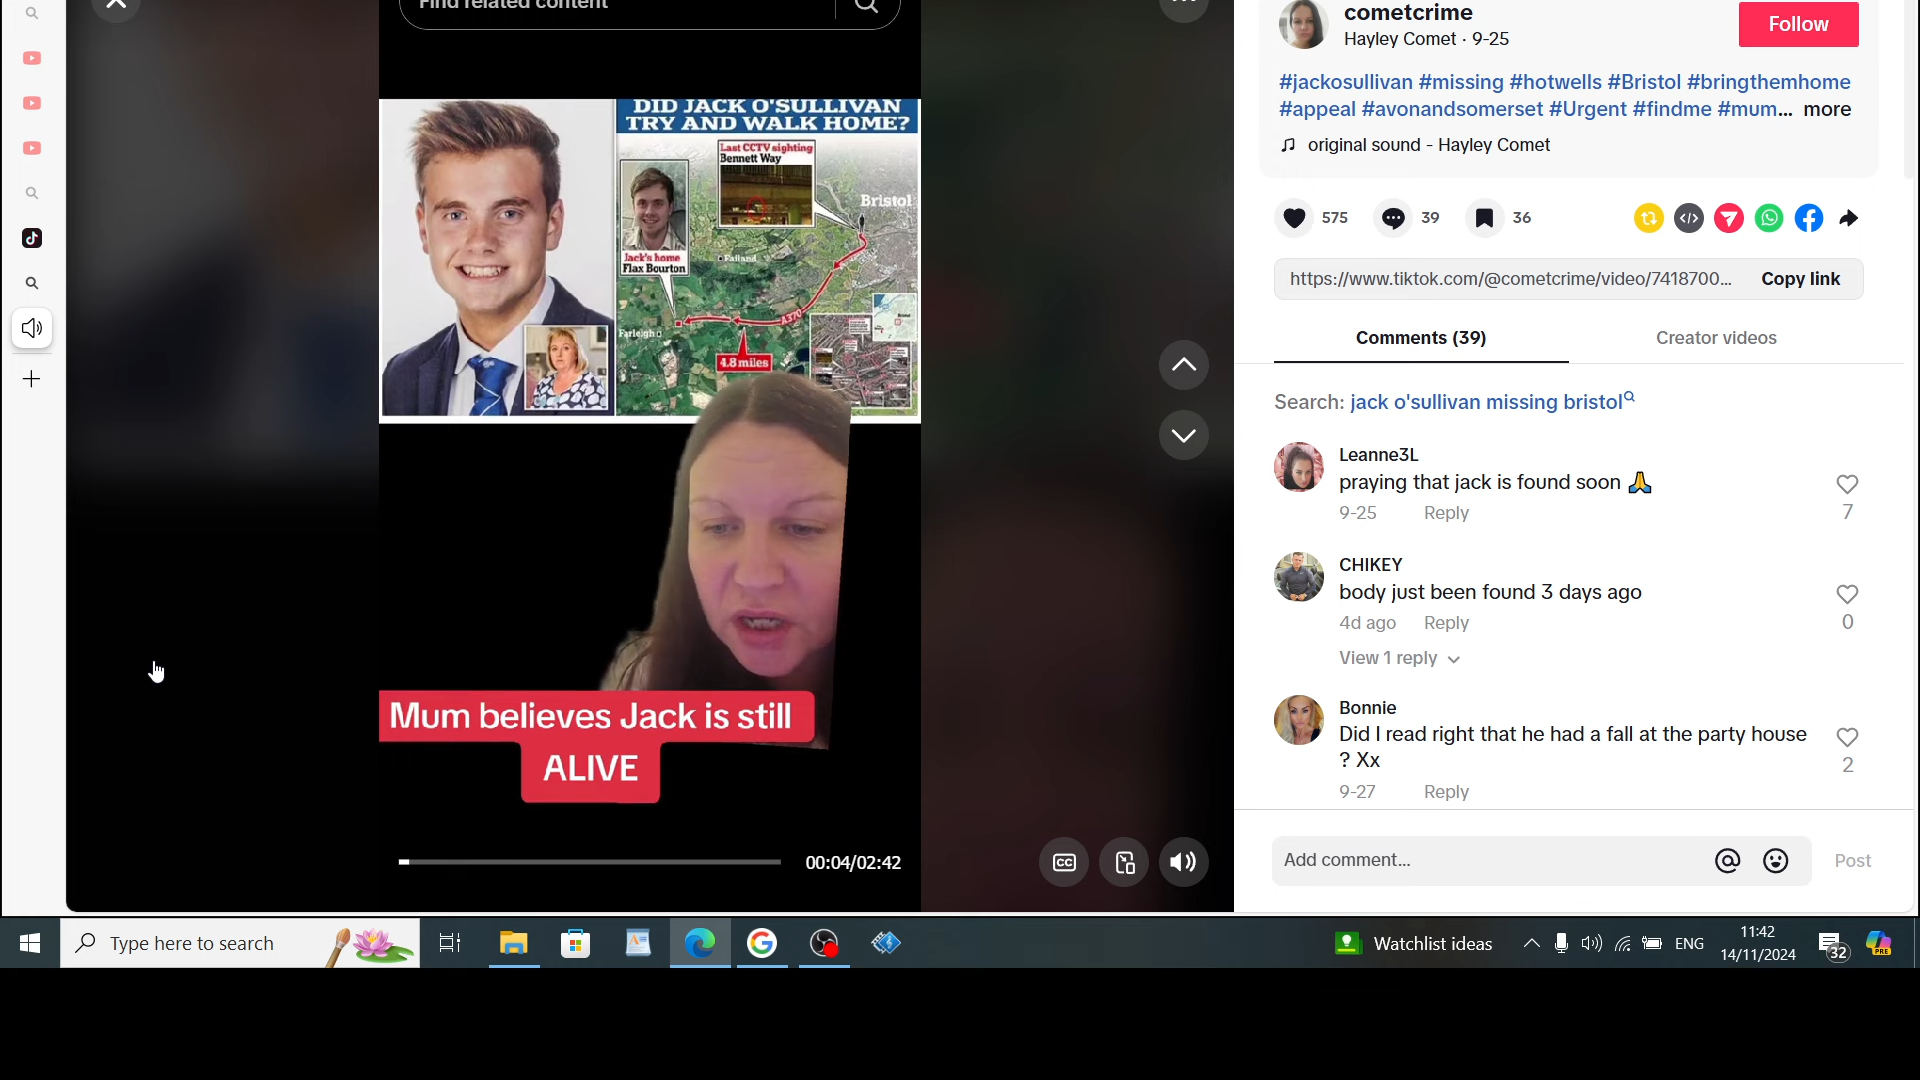 Find related content
DID JACK O'SULLIVAN
TRY AND WALK HOME?
Last CCTV sighting
Bennett Way
Bristol
Jack's home
Flax Bourton
Failand
Farleigh
A370
4.8 miles
Mum believes Jack is still
ALIVE
00:04/02:42
CC
cometcrime
Hayley Comet · 9-25
Follow
#jackosullivan #missing #hotwells #Bristol #bringthemhome
#appeal #avonandsomerset #Urgent #findme #mum... more
original sound - Hayley Comet
575
39
36
https://www.tiktok.com/@cometcrime/video/7418700...
Copy link
Comments (39)
Creator videos
Search: jack o'sullivan missing bristol
Leanne3L
praying that jack is found soon 🙏
9-25 Reply
7
CHIKEY
body just been found 3 days ago
4d ago Reply
0
View 1 reply
Bonnie
Did I read right that he had a fall at the party house
? Xx
9-27 Reply
2
Add comment...
Post
Type here to search
Watchlist ideas
ENG
11:42
14/11/2024
32
PRE